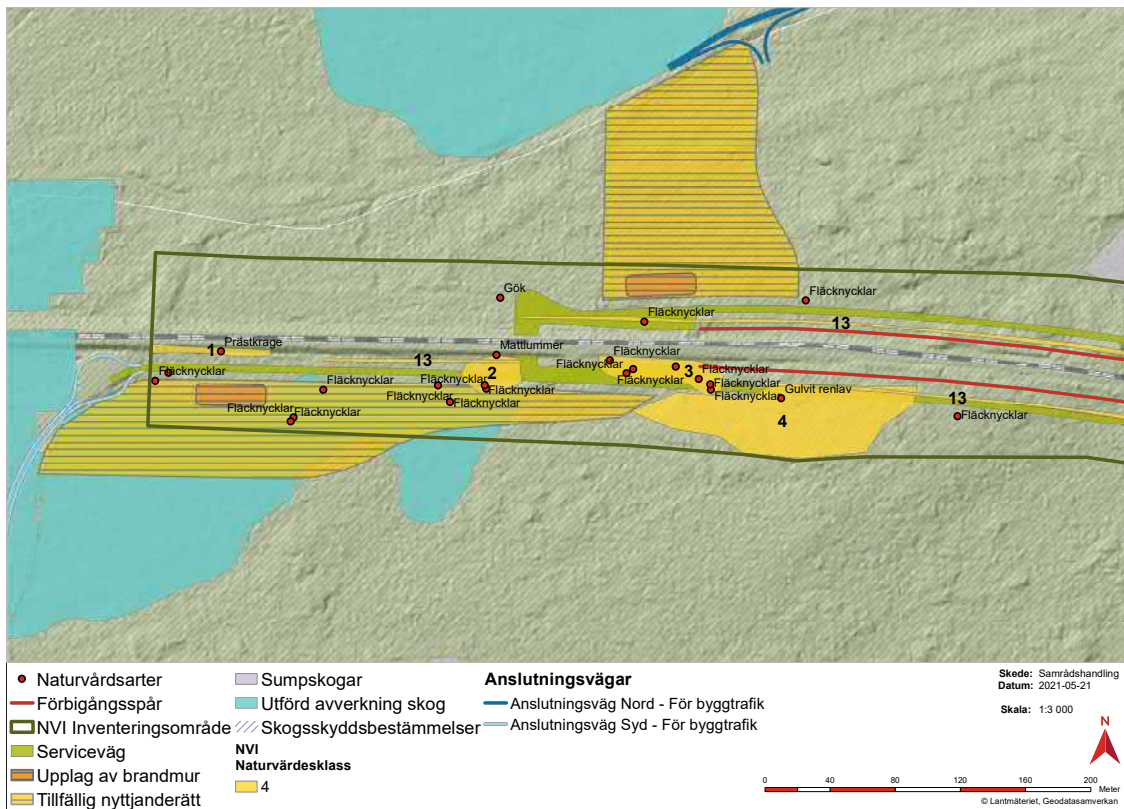 Gök
Fläcknycklar
Fläcknycklar
13
Prästkrage
1
Mattlummer
13
Fläcknycklar
Fläcknycklar
3
Fläcknycklar
Fläcknycklar
Fläcknycklar
Fläcknycklar
Fläcknycklar
2
Fläcknycklar
Gulvit renlav
Fläcknycklar
Fläcknycklar
Fläcknycklar
13
Fläcknycklar
Fläcknycklar
Fläcknycklar
4
Naturvårdsarter
Förbigångsspår
NVI Inventeringsområde
Serviceväg
Upplag av brandmur
Tillfällig nyttjanderätt
Sumpskogar
Utförd avverkning skog
Skogsskyddsbestämmelser
NVI
Naturvärdesklass
4
Anslutningsvägar
Anslutningsväg Nord - För byggtrafik
Anslutningsväg Syd - För byggtrafik
Skede: Samrådshandling
Datum: 2021-05-21
Skala: 1:3 000
N
0 40 80 120 160 200
Meter
© Lantmäteriet, Geodatasamverkan